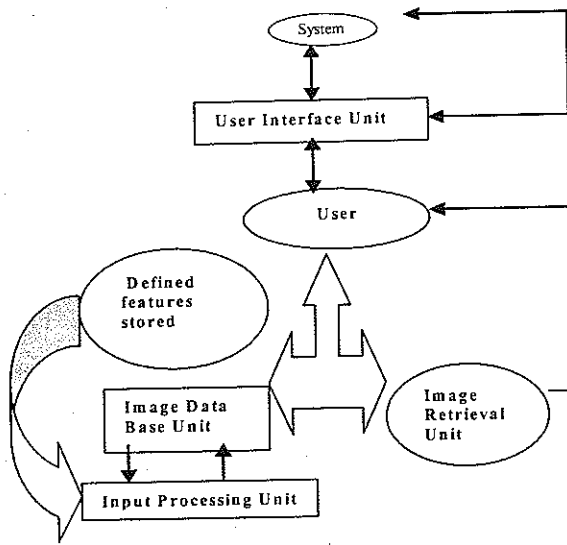 System
User Interface Unit
User
Defined
features
stored
Image Data
Base Unit
Image
Retrieval
Unit
Input Processing Unit